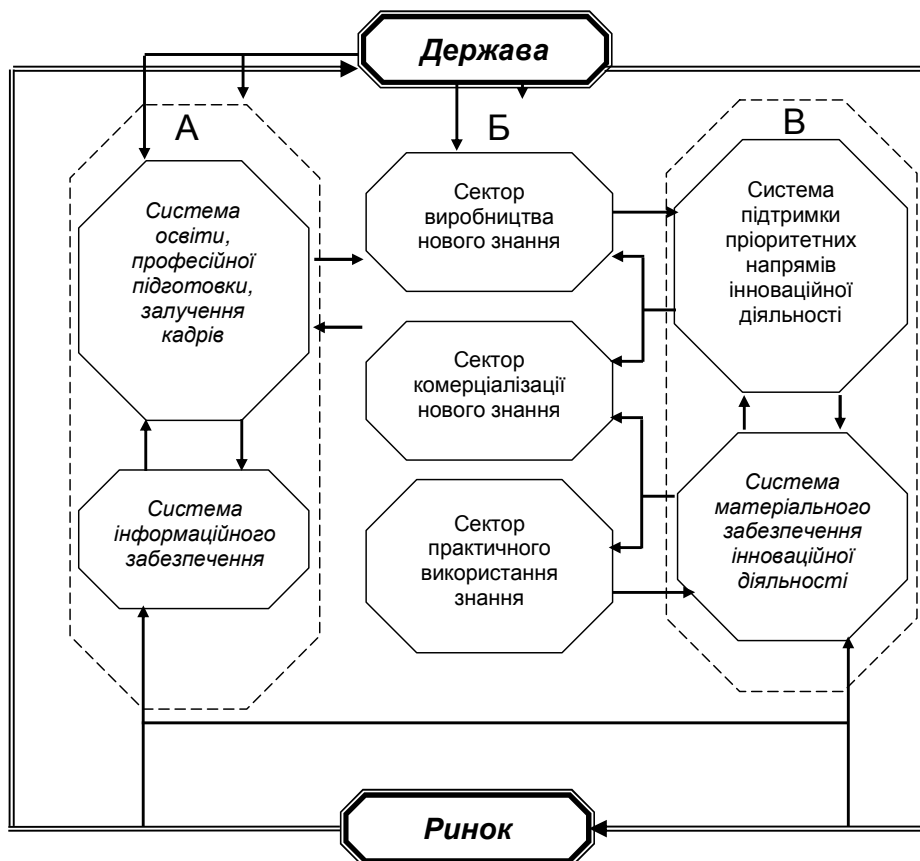 Держава
А
Б
В
Система
освіти,
професійної
підготовки,
залучення
кадрів
Система
інформаційного
забезпечення
Сектор
виробництва
нового знання
Сектор
комерціалізації
нового знання
Сектор
практичного
використання
знання
Система
підтримки
пріоритетних
напрямів
інноваційної
діяльності
Система
матеріального
забезпечення
інноваційної
діяльності
Ринок